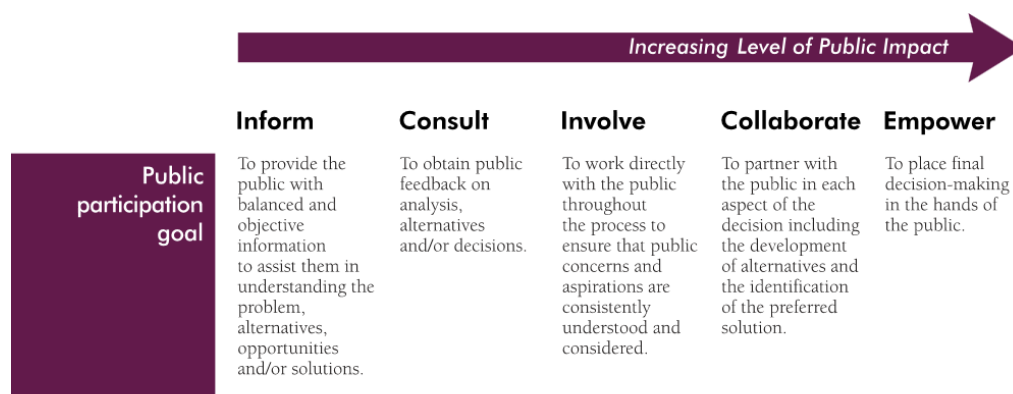 Increasing Level of Public Impact
Inform
Consult
Involve
Collaborate
Empower
Public
participation
goal
To provide the
public with
balanced and
objective
information
to assist them in
understanding the
problem,
alternatives,
opportunities
and/or solutions.
To obtain public
feedback on
analysis,
alternatives
and/or decisions.
To work directly
with the public
throughout
the process to
ensure that public
concerns and
aspirations are
consistently
understood and
considered.
To partner with
the public in each
aspect of the
decision including
the development
of alternatives and
the identification
of the preferred
solution.
To place final
decision-making
in the hands of
the public.